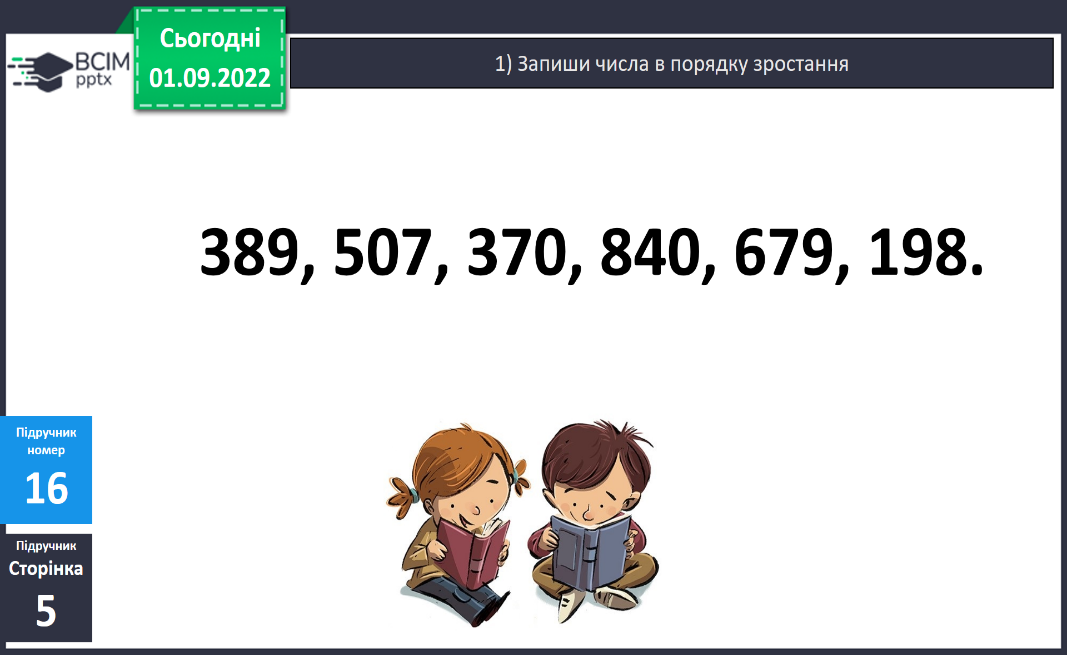 Сьогодні
01.09.2022
ВСІМ
pptx
1) Запиши числа в порядку зростання
389, 507, 370, 840, 679, 198.
Підручник
номер
16
Підручник
Сторінка
5